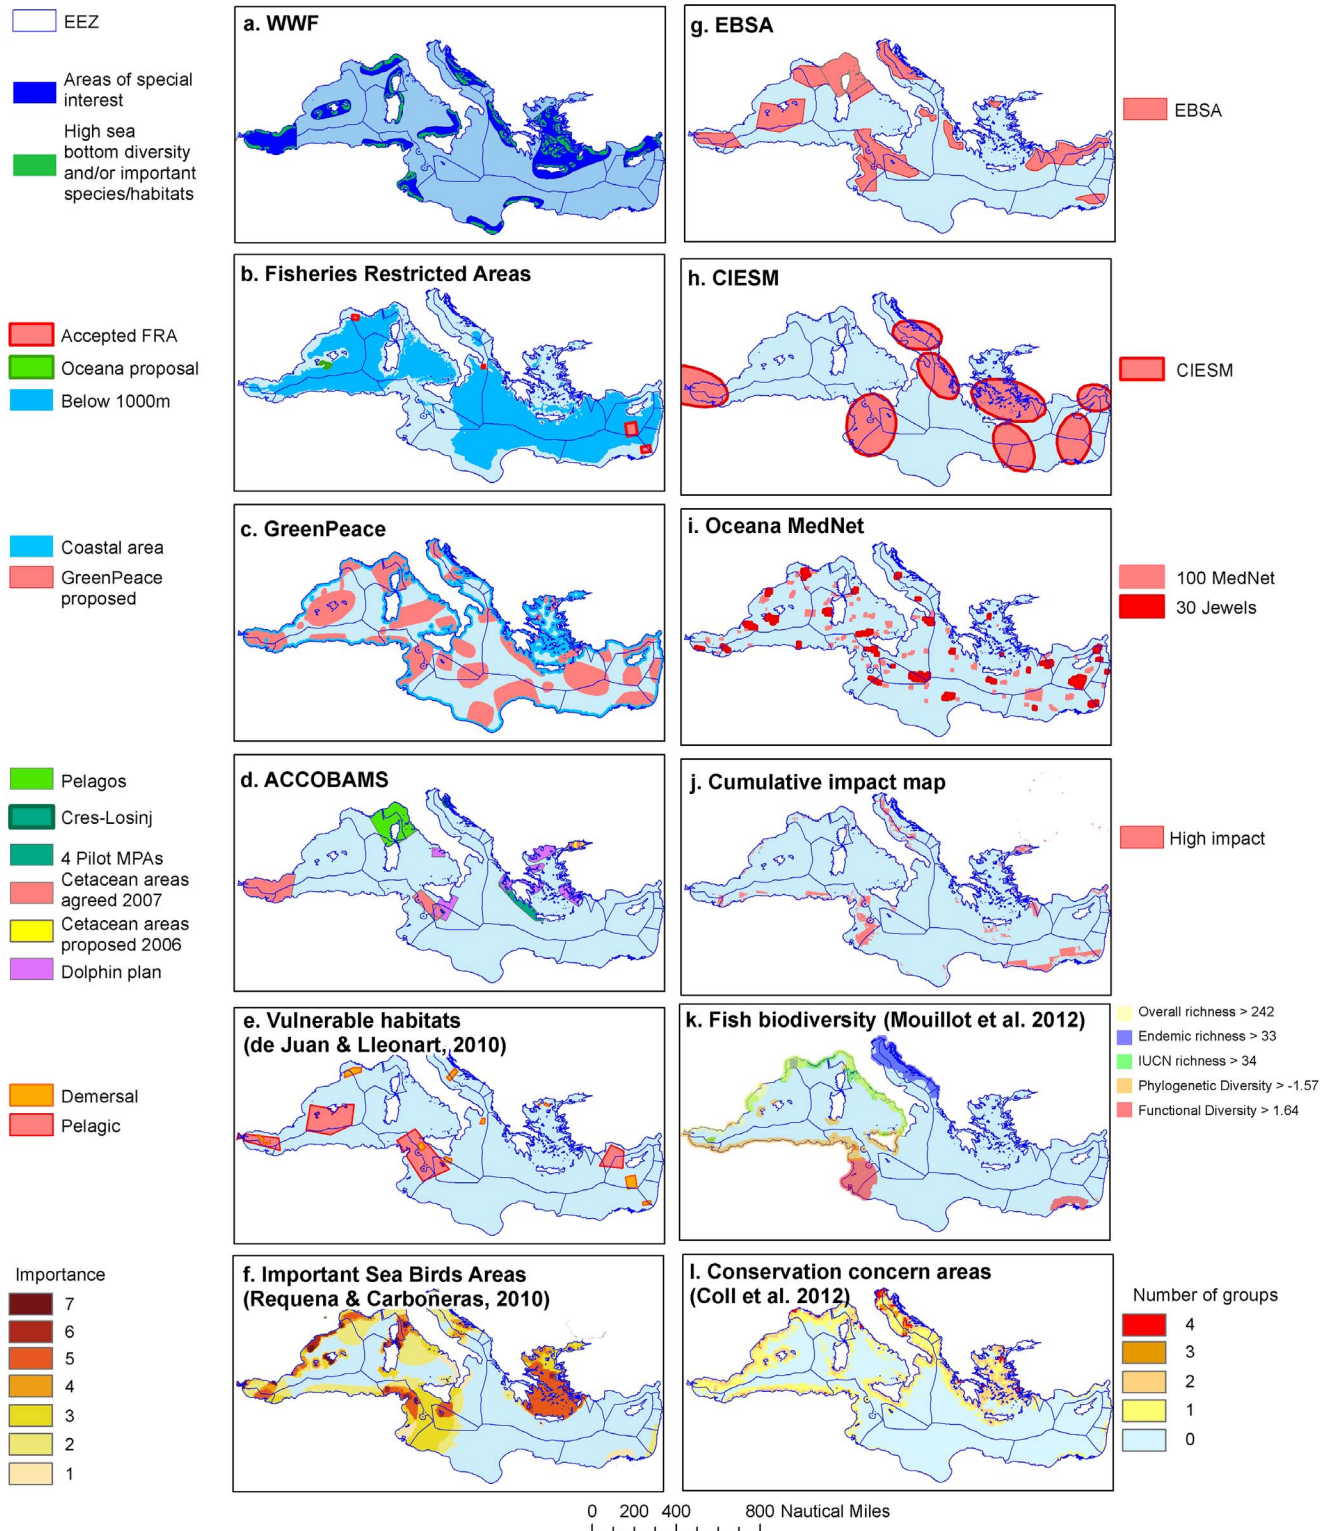 EEZ
Areas of special
interest
High sea
bottom diversity
and/or important
species/habitats
a. WWF
g. EBSA
EBSA
b. Fisheries Restricted Areas
Accepted FRA
Oceana proposal
Below 1000m
h. CIESM
CIESM
c. GreenPeace
Coastal area
GreenPeace
proposed
i. Oceana MedNet
100 MedNet
30 Jewels
d. ACCOBAMS
Pelagos
Cres-Losinj
4 Pilot MPAs
Cetacean areas
agreed 2007
Cetacean areas
proposed 2006
Dolphin plan
j. Cumulative impact map
High impact
e. Vulnerable habitats
(de Juan & Lleonart, 2010)
Demersal
Pelagic
k. Fish biodiversity (Mouillot et al. 2012)
Overall richness > 242
Endemic richness > 33
IUCN richness > 34
Phylogenetic Diversity > -1.57
Functional Diversity > 1.64
f. Important Sea Birds Areas
(Requena & Carboneras, 2010)
Importance
7
6
5
4
3
2
1
l. Conservation concern areas
(Coll et al. 2012)
Number of groups
4
3
2
1
0
0 200 400 800 Nautical Miles